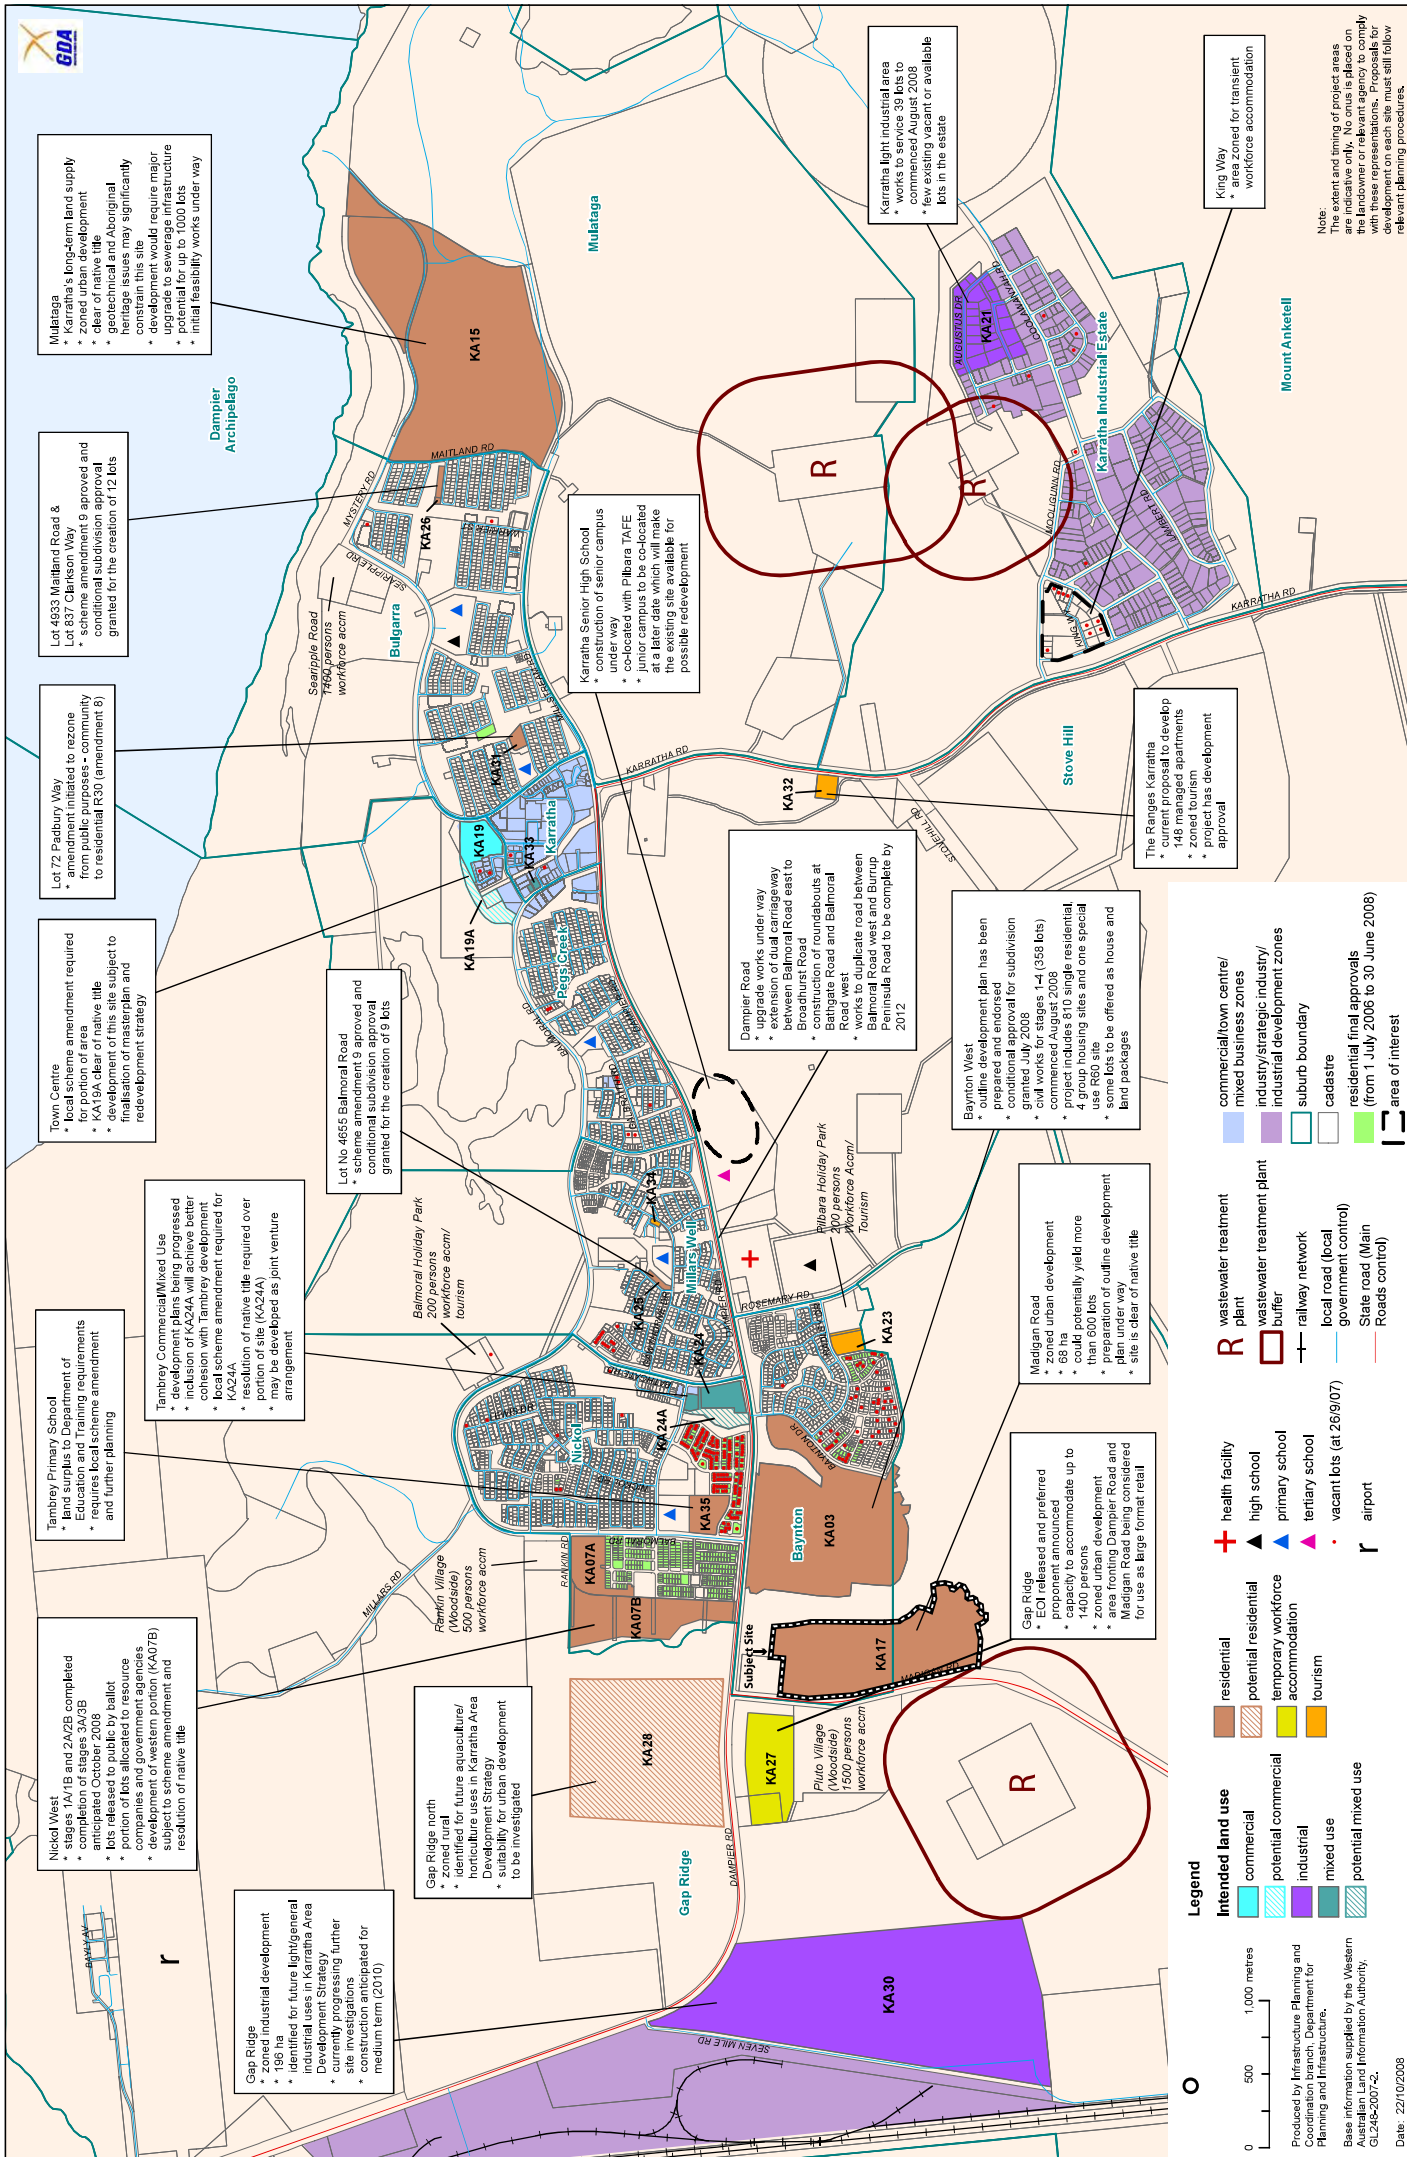 GDA
Mulataga
* Karratha's long-term land supply
* zoned urban development
* clear of native title
* geotechnical and Aboriginal
heritage issues may significantly
constrain this site
* development would require major
upgrade to sewerage infrastructure
* potential for up to 1000 lots
* initial feasibility works under way
Lot 4933 Maitland Road &
Lot 837 Clarkson Way
* scheme amendment 9 aproved and
conditional subdivision approval
granted for the creation of 12 lots
Lot 72 Padbury Way
* amendment initiated to rezone
from public purposes - community
to residential R30 (amendment 8)
Town Centre
* local scheme amendment required
for portion of area
* KA19A clear of native title
* development of this site subject to
finalisation of masterplan and
redevelopment strategy
Lot No 4655 Balmoral Road
* scheme amendment 9 aproved and
conditional subdivision approval
granted for the creation of 9 lots
Tambrey Commercial/Mixed Use
* development plans being progressed
* inclusion of KA24A will achieve better
cohesion with Tambrey development
* local scheme amendment required for
KA24A
* resolution of native title required over
portion of site (KA24A)
* may be developed as joint venture
arrangement
Tambrey Primary School
* land surplus to Department of
Education and Training requirements
* requires local scheme amendment
and further planning
Nickol West
* stages 1A/1B and 2A/2B completed
* completion of stages 3A/3B
anticipated October 2008
* lots released to public by ballot
* portion of lots allocated to resource
companies and government agencies
* development of western portion (KA07B)
subject to scheme amendment and
resolution of native title
Gap Ridge north
* zoned rural
* identified for future aquaculture/
horticulture uses in Karratha Area
Development Strategy
* suitability for urban development
to be investigated
Gap Ridge
* zoned industrial development
* 196 ha
* identified for future light/general
industrial uses in Karratha Area
Development Strategy
* currently progressing further
site investigations
* construction anticipated for
medium term (2010)
Karratha light industrial area
* works to service 39 lots to
commenced August 2008
* few existing vacant or available
lots in the estate
King Way
* area zoned for transient
workforce accommodation
Karratha Senior High School
* construction of senior campus
under way
* co-located with Pilbara TAFE
* junior campus to be co-located
at a later date which will make
the existing site available for
possible redevelopment
The Ranges Karratha
* current proposal to develop
148 managed apartments
* zoned tourism
* project has development
approval
Dampier Road
* upgrade works under way
* extension of dual carriageway
between Balmoral Road east to
Broadhurst Road
* construction of roundabouts at
Bathgate Road and Balmoral
Road west
* works to duplicate road between
Balmoral Road west and Burrup
Peninsula Road to be complete by
2012
Baynton West
* outline development plan has been
prepared and endorsed
* conditional approval for subdivision
granted July 2008
* civil works for stages 1-4 (358 lots)
commenced August 2008
* project includes 810 single residential,
4 group housing sites and one special
use R60 site
* some lots to be offered as house and
land packages
Madigan Road
* zoned urban development
* 68 ha
* could potentially yield more
than 600 lots
* preparation of outline development
plan under way
* site is clear of native title
Gap Ridge
* EOI released and preferred
proponent announced
* capacity to accommodate up to
1400 persons
* zoned urban development
* area fronting Dampier Road and
Madigan Road being considered
for use as large format retail
Note:
The extent and timing of project areas
are indicative only. No onus is placed on
the landowner or relevant agency to comply
with these representations. Proposals for
development on each site must still follow
relevant planning procedures.
Dampier
Archipelago
Mulataga
Bulgarra
Karratha
Pegs Creek
Millars Well
Nickol
Baynton
Gap Ridge
Stove Hill
Karratha Industrial Estate
Mount Anketell
Searipple Road
1400 persons
workforce accm
Balmoral Holiday Park
200 persons
workforce accm/
tourism
Pilbara Holiday Park
200 persons
Workforce Accm/
Tourism
Rankin Village
(Woodside)
500 persons
workforce accm
Pluto Village
(Woodside)
1500 persons
workforce accm
Subject Site
KA15
KA26
KA31
KA19
KA19A
KA33
KA32
KA21
KA34
KA25
KA24
KA24A
KA23
KA35
KA07A
KA07B
KA03
KA17
KA28
KA27
KA30
R
R
R
r
MYSTERY RD
SEARIPPLE RD
MAITLAND RD
WARRIER ST
MILLSTREAM RD
KARRATHA RD
KARRATHA RD
STOVEHILL RD
AUGUSTUS DR
COOLAWANYAH RD
MOOLIGUNN RD
LAMBERT RD
KING WY
BALMORAL RD
DAMPIER RD
DAMPIER RD
ROSEMARY RD
BAYNTON DR
BATHGATE RD
BALMORAL RD
RANKIN RD
MILLARS RD
MADIGAN RD
DAMPIER RD
SEVEN MILE RD
BAYLY AV
Legend
Intended land use
commercial
potential commercial
industrial
mixed use
potential mixed use
residential
potential residential
temporary workforce
accommodation
tourism
health facility
high school
primary school
tertiary school
vacant lots (at 26/9/07)
r airport
R wastewater treatment
plant
wastewater treatment plant
buffer
railway network
local road (local
government control)
State road (Main
Roads control)
commercial/town centre/
mixed business zones
industry/strategic industry/
industrial development zones
suburb boundary
cadastre
residential final approvals
(from 1 July 2006 to 30 June 2008)
area of interest
O
0 500 1,000 metres
Produced by Infrastructure Planning and
Coordination branch, Department for
Planning and Infrastructure.
Base information supplied by the Western
Australian Land Information Authority,
GL248-2007-2.
Date: 22/10/2008